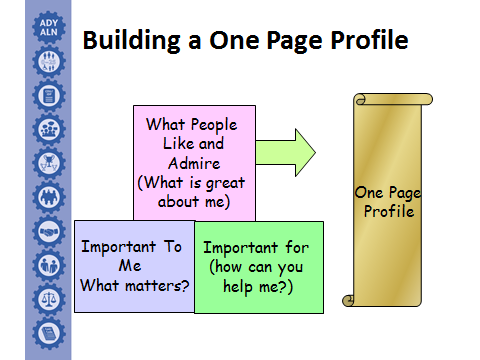 ADY
ALN
Building a One Page Profile
What People
Like and
Admire
(What is great
about me)
Important To
Me
What matters?
Important for
(how can you
help me?)
One Page
Profile